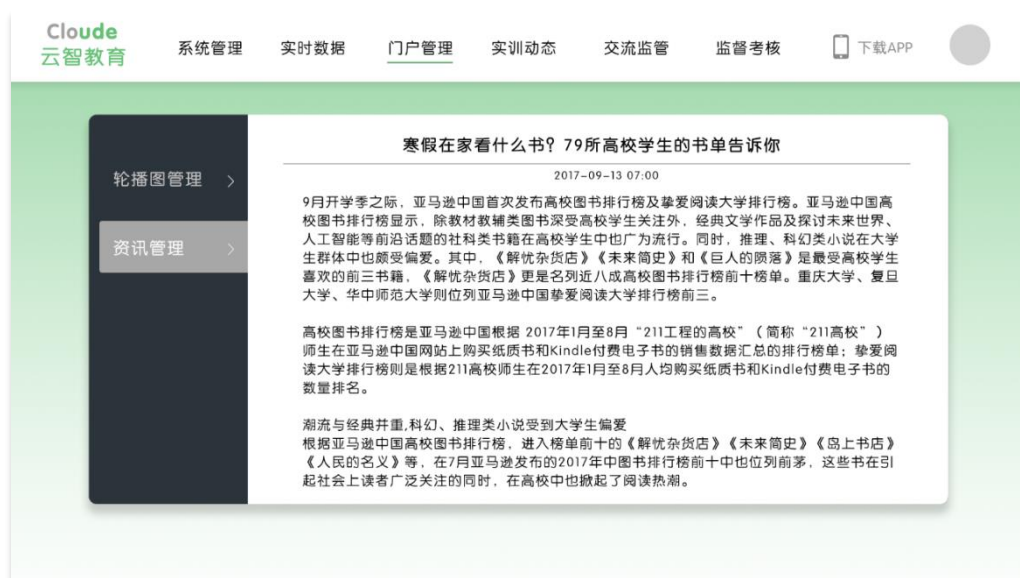 Cloude
云智教育
系统管理 实时数据 门户管理 实训动态 交流监管 监督考核 下载APP
轮播图管理
资讯管理
寒假在家看什么书？79所高校学生的书单告诉你
2017-09-13 07:00
9月开学季之际，亚马逊中国首次发布高校图书排行榜及挚爱阅读大学排行榜。亚马逊中国高
校图书排行榜显示，除教材教辅类图书深受高校学生关注外，经典文学作品及探讨未来世界、
人工智能等前沿话题的社科类书籍在高校学生中也广为流行。同时，推理、科幻类小说在大学
生群体中也颇受偏爱。其中，《解忧杂货店》《未来简史》和《巨人的陨落》是最受高校学生
喜欢的前三书籍，《解忧杂货店》更是名列近八成高校图书排行榜前十榜单。重庆大学、复旦
大学、华中师范大学则位列亚马逊中国挚爱阅读大学排行榜前三。
高校图书排行榜是亚马逊中国根据 2017年1月至8月“211工程的高校”（简称“211高校”）
师生在亚马逊中国网站上购买纸质书和Kindle付费电子书的销售数据汇总的排行榜单；挚爱阅
读大学排行榜则是根据211高校师生在2017年1月至8月人均购买纸质书和Kindle付费电子书的
数量排名。
潮流与经典并重,科幻、推理类小说受到大学生偏爱
根据亚马逊中国高校图书排行榜，进入榜单前十的《解忧杂货店》《未来简史》《岛上书店》
《人民的名义》等，在7月亚马逊发布的2017年中图书排行榜前十中也位列前茅，这些书在引
起社会上读者广泛关注的同时，在高校中也掀起了阅读热潮。